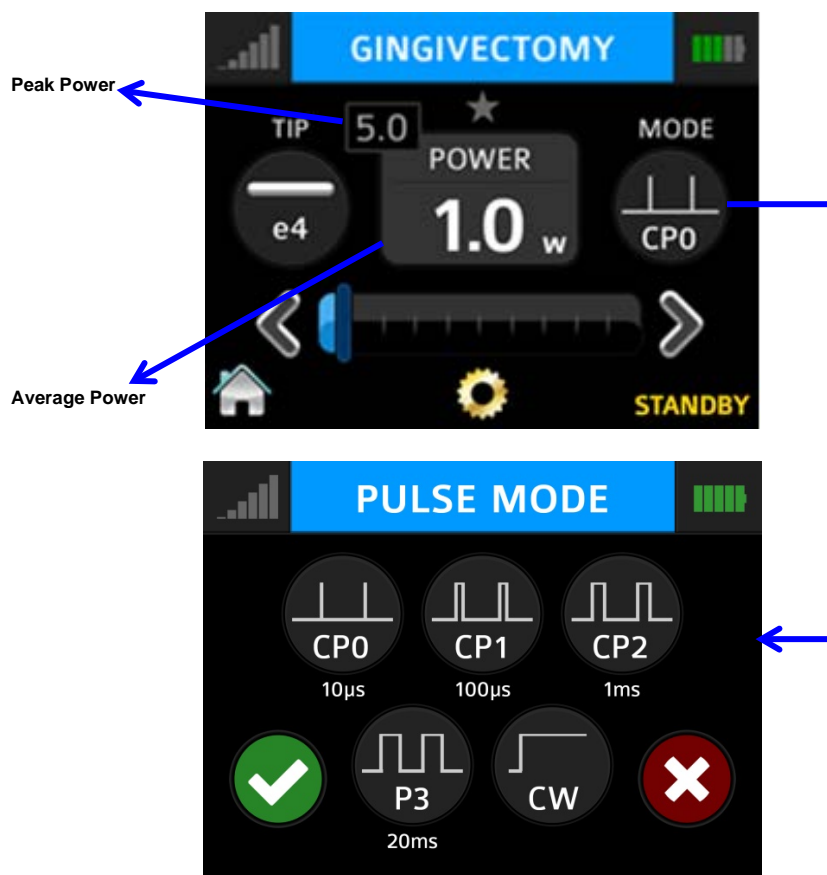 GINGIVECTOMY
Peak Power
TIP
5.0
MODE
POWER
e4
1.0 w
CP0
Average Power
STANDBY
PULSE MODE
CP0
CP1
CP2
10µs
100µs
1ms
P3
CW
20ms